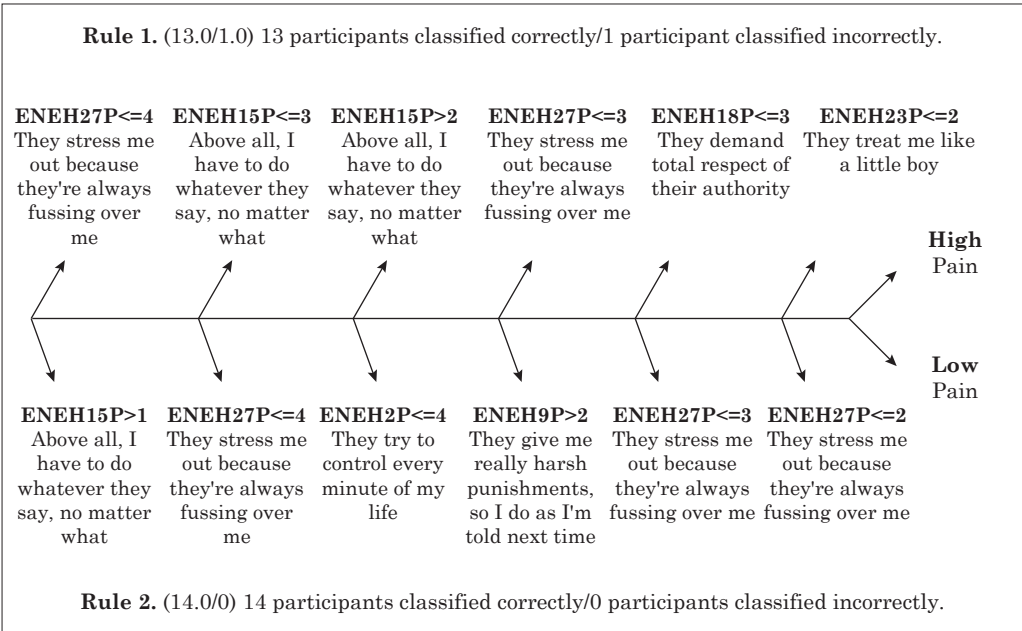 Rule 1. (13.0/1.0) 13 participants classified correctly/1 participant classified incorrectly.
ENEH27P<=4
They stress me
out because
they're always
fussing over
me
ENEH15P<=3
Above all, I
have to do
whatever they
say, no matter
what
ENEH15P>2
Above all, I
have to do
whatever they
say, no matter
what
ENEH27P<=3
They stress me
out because
they're always
fussing over me
ENEH18P<=3
They demand
total respect of
their authority
ENEH23P<=2
They treat me like
a little boy
High
Pain
Low
Pain
ENEH15P>1
Above all, I
have to do
whatever they
say, no matter
what
ENEH27P<=4
They stress me
out because
they're always
fussing over
me
ENEH2P<=4
They try to
control every
minute of my
life
ENEH9P>2
They give me
really harsh
punishments,
so I do as I'm
told next time
ENEH27P<=3
They stress me
out because
they're always
fussing over me
ENEH27P<=2
They stress me
out because
they're always
fussing over me
Rule 2. (14.0/0) 14 participants classified correctly/0 participants classified incorrectly.